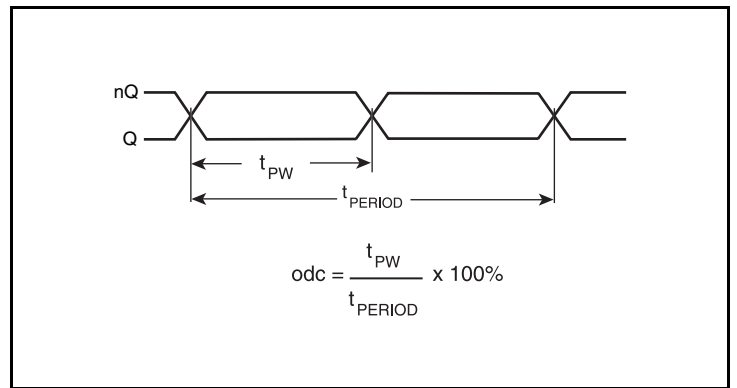 nQ
Q
tPW
tPERIOD
odc = tPW / tPERIOD x 100%